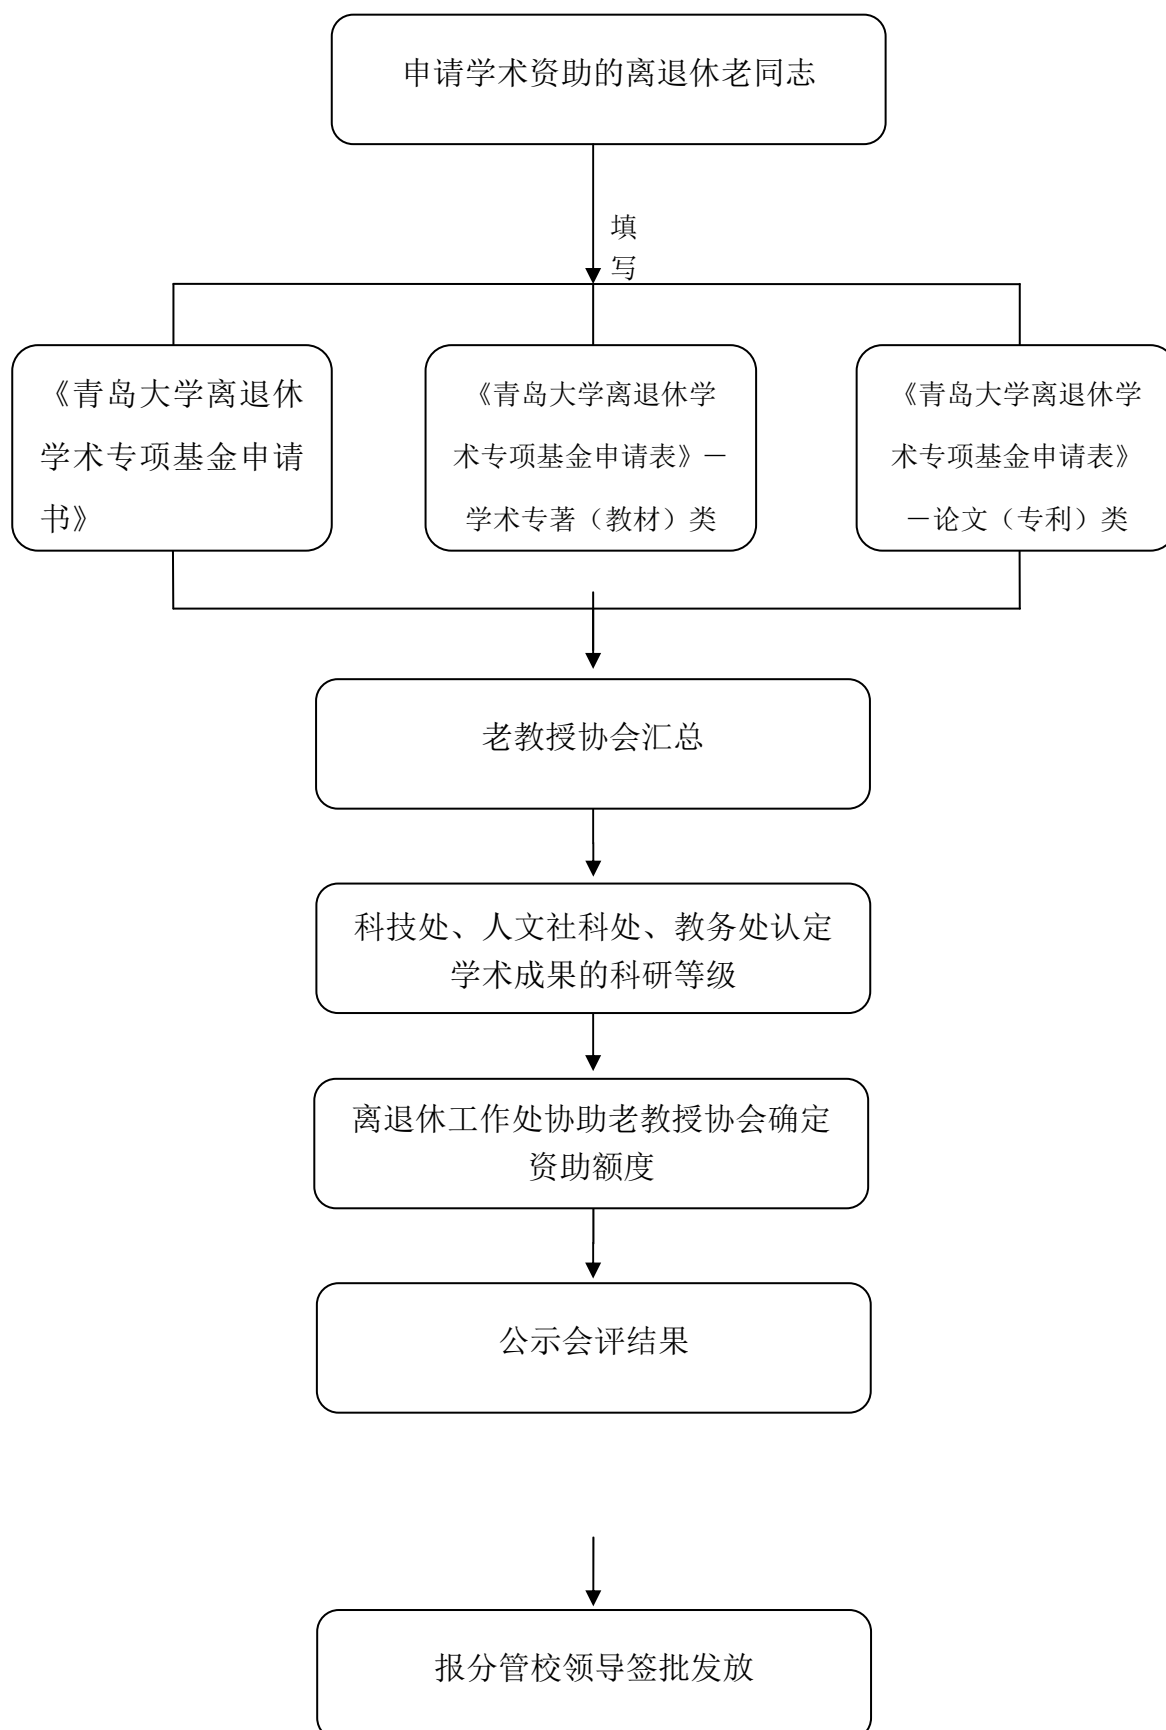 申请学术资助的离退休老同志
填
写
《青岛大学离退休
学术专项基金申请
书》
《青岛大学离退休学
术专项基金申请表》－
学术专著（教材）类
《青岛大学离退休学
术专项基金申请表》
－论文（专利）类
老教授协会汇总
科技处、人文社科处、教务处认定
学术成果的科研等级
离退休工作处协助老教授协会确定
资助额度
公示会评结果
报分管校领导签批发放